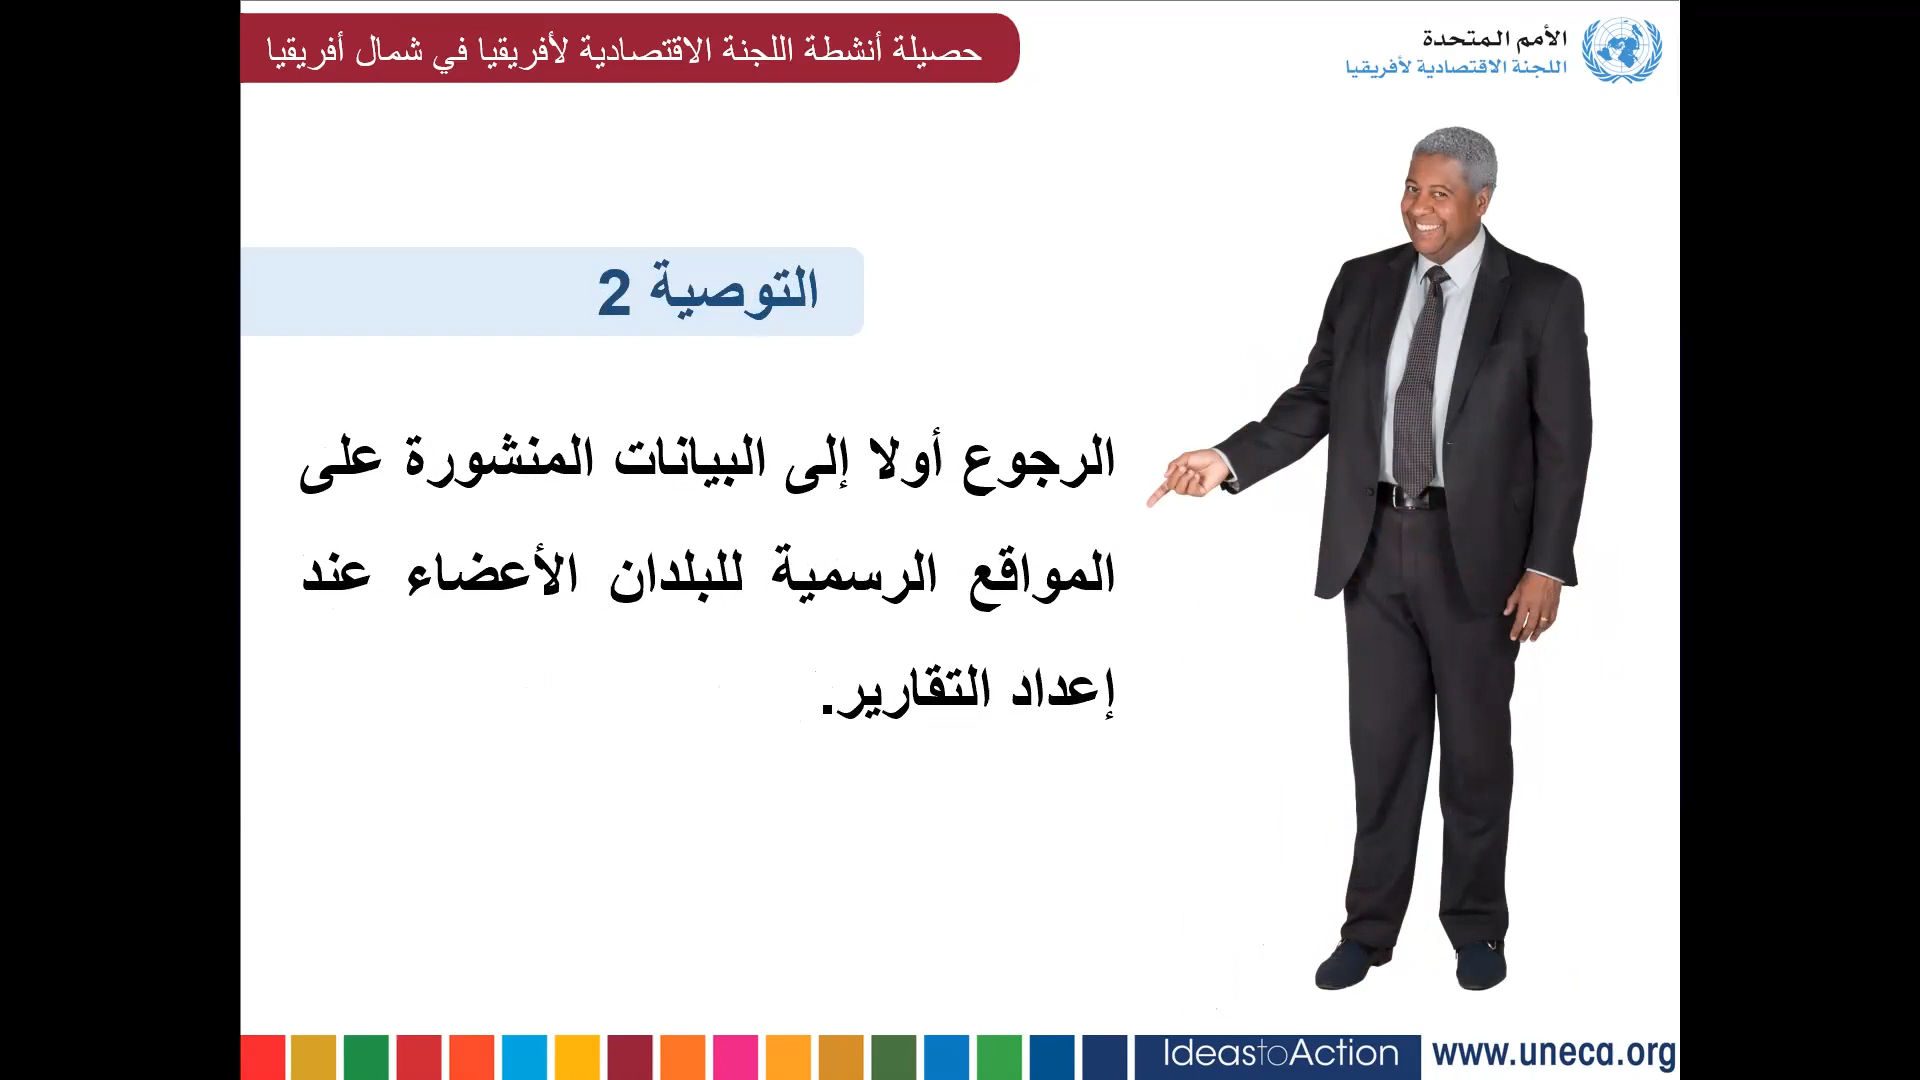 حصيلة أنشطة اللجنة الاقتصادية لأفريقيا في شمال أفريقيا
الأمم المتحدة
اللجنة الاقتصادية لأفريقيا
التوصية 2
الرجوع أولا إلى البيانات المنشورة على
المواقع الرسمية للبلدان الأعضاء عند
إعداد التقارير.
IdeastoAction
www.uneca.org